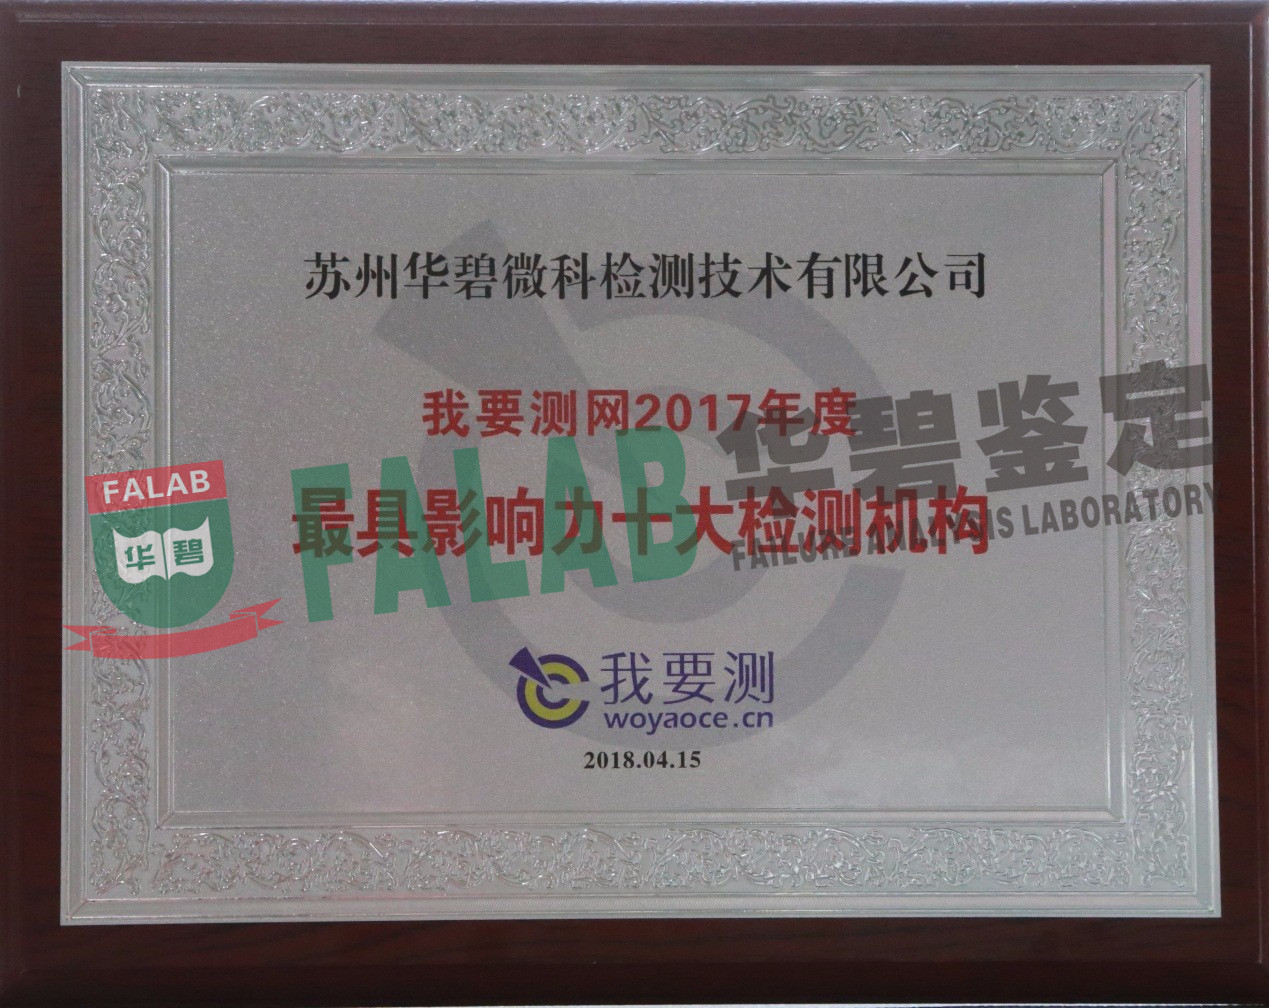 苏州华碧微科检测技术有限公司
我要测网2017年度
最具影响力十大检测机构
FALAB
华碧
FALAB
华碧鉴定
FAILURE ANALYSIS LABORATORY
我要测
woyaoce.cn
2018.04.15